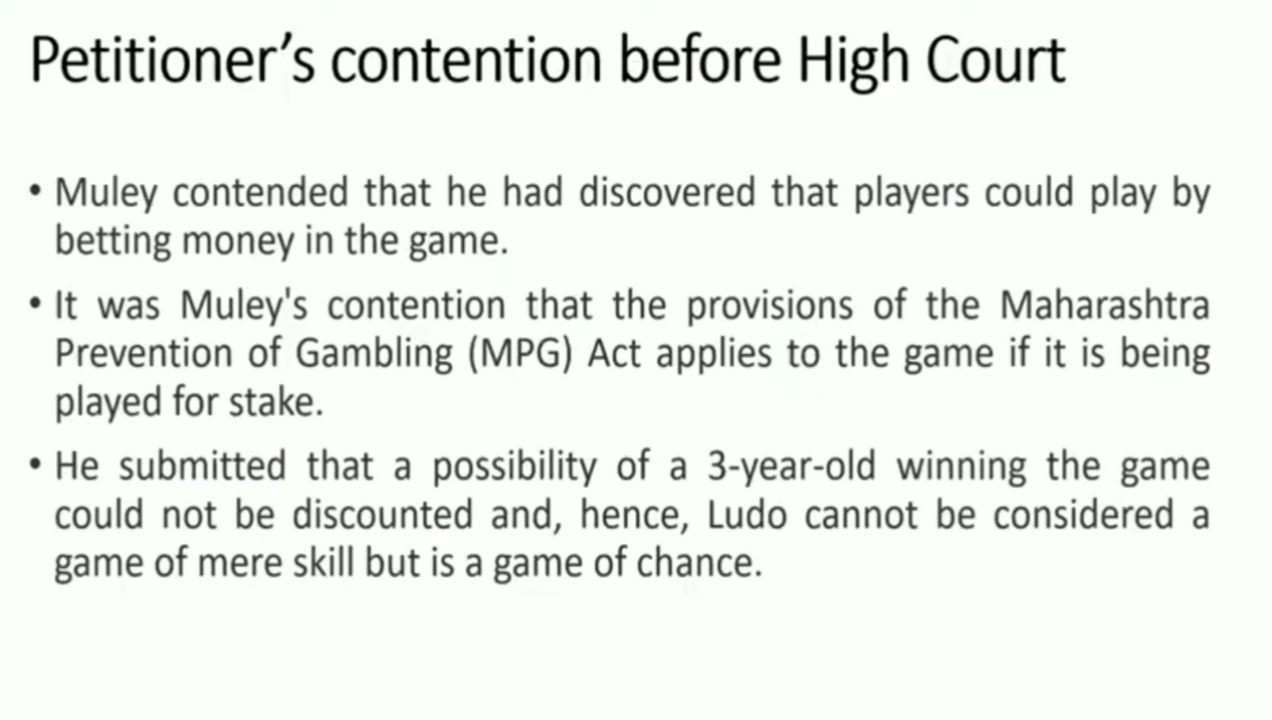 Petitioner’s contention before High Court
• Muley contended that he had discovered that players could play by
betting money in the game.
• It was Muley's contention that the provisions of the Maharashtra
Prevention of Gambling (MPG) Act applies to the game if it is being
played for stake.
• He submitted that a possibility of a 3-year-old winning the game
could not be discounted and, hence, Ludo cannot be considered a
game of mere skill but is a game of chance.